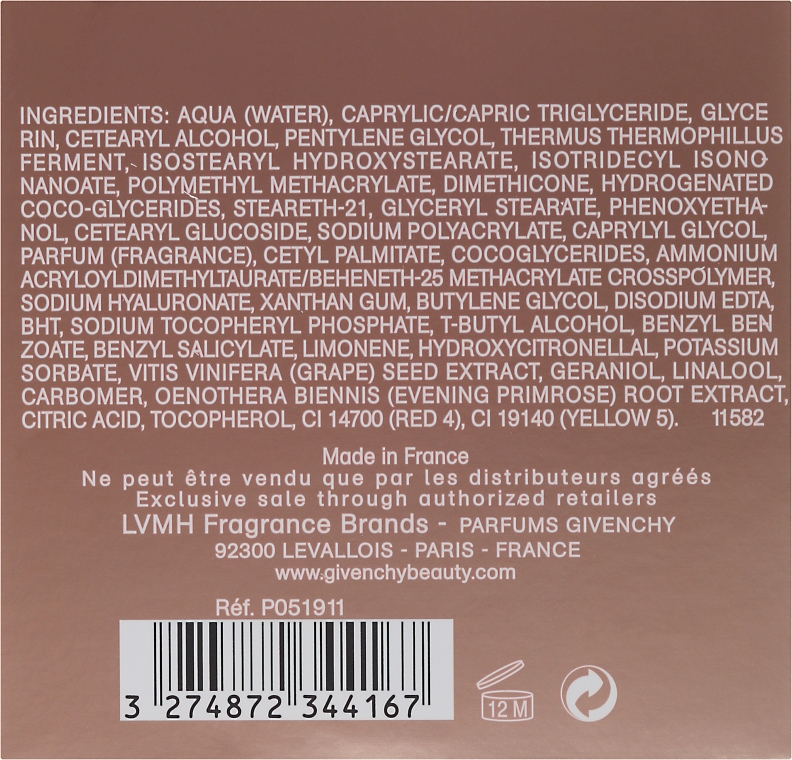 INGREDIENTS: AQUA (WATER), CAPRYLIC/CAPRIC TRIGLYCERIDE, GLYCE
RIN, CETEARYL ALCOHOL, PENTYLENE GLYCOL, THERMUS THERMOPHILLUS
FERMENT, ISOSTEARYL HYDROXYSTEARATE, ISOTRIDECYL ISONO-
NANOATE, POLYMETHYL METHACRYLATE, DIMETHICONE, HYDROGENATED
COCO-GLYCERIDES, STEARETH-21, GLYCERYL STEARATE, PHENOXYETHA-
NOL, CETEARYL GLUCOSIDE, SODIUM POLYACRYLATE, CAPRYLYL GLYCOL,
PARFUM (FRAGRANCE), CETYL PALMITATE, COCOGLYCERIDES, AMMONIUM
ACRYLOYLDIMETHYLTAURATE/BEHENETH-25 METHACRYLATE CROSSPOLYMER,
SODIUM HYALURONATE, XANTHAN GUM, BUTYLENE GLYCOL, DISODIUM EDTA,
BHT, SODIUM TOCOPHERYL PHOSPHATE, T-BUTYL ALCOHOL, BENZYL BEN
ZOATE, BENZYL SALICYLATE, LIMONENE, HYDROXYCITRONELLAL, POTASSIUM
SORBATE, VITIS VINIFERA (GRAPE) SEED EXTRACT, GERANIOL, LINALOOL,
CARBOMER, OENOTHERA BIENNIS (EVENING PRIMROSE) ROOT EXTRACT,
CITRIC ACID, TOCOPHEROL, CI 14700 (RED 4), CI 19140 (YELLOW 5). 11582
Made in France
Ne peut être vendu que par les distributeurs agréés
Exclusive sale through authorized retailers
LVMH Fragrance Brands - PARFUMS GIVENCHY
92300 LEVALLOIS - PARIS - FRANCE
www.givenchybeauty.com
Réf. P051911
3 274872 344167
12 M